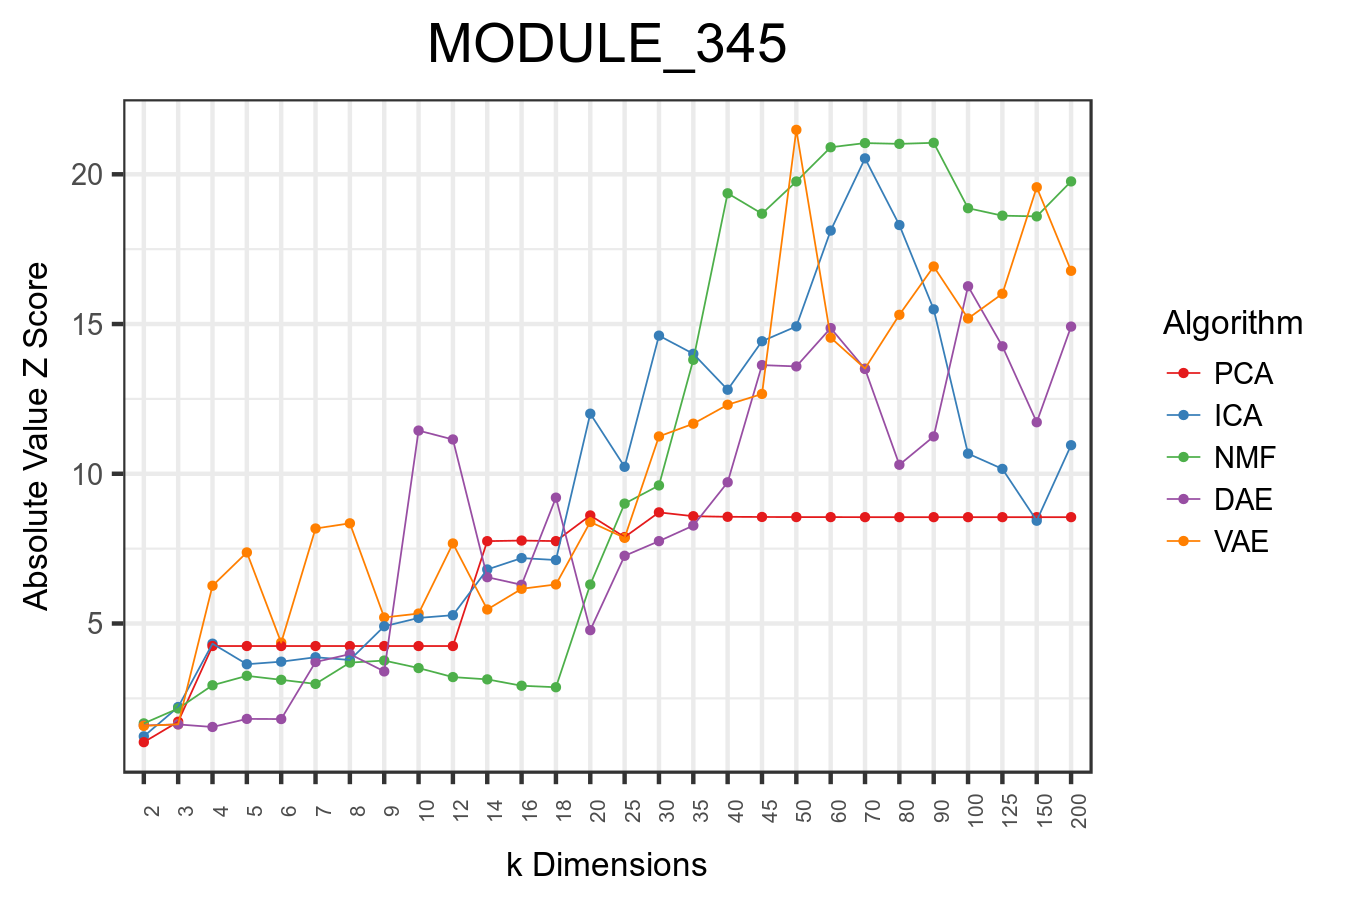 MODULE_345
Absolute Value Z Score
20
15
10
5
2 3 4 5 6 7 8 9 10 12 14 16 18 20 25 30 35 40 45 50 60 70 80 90 100 125 150 200
k Dimensions
Algorithm
PCA
ICA
NMF
DAE
VAE